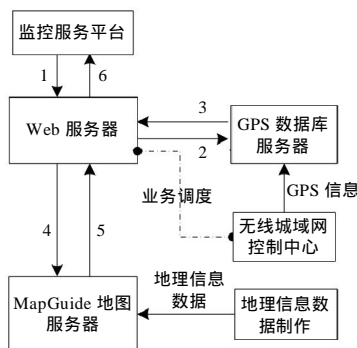 监控服务平台
1
6
Web 服务器
3
2
GPS 数据库
服务器
GPS 信息
业务调度
无线城域网
控制中心
4
5
地理信息
数据
MapGuide 地图
服务器
地理信息数
据制作